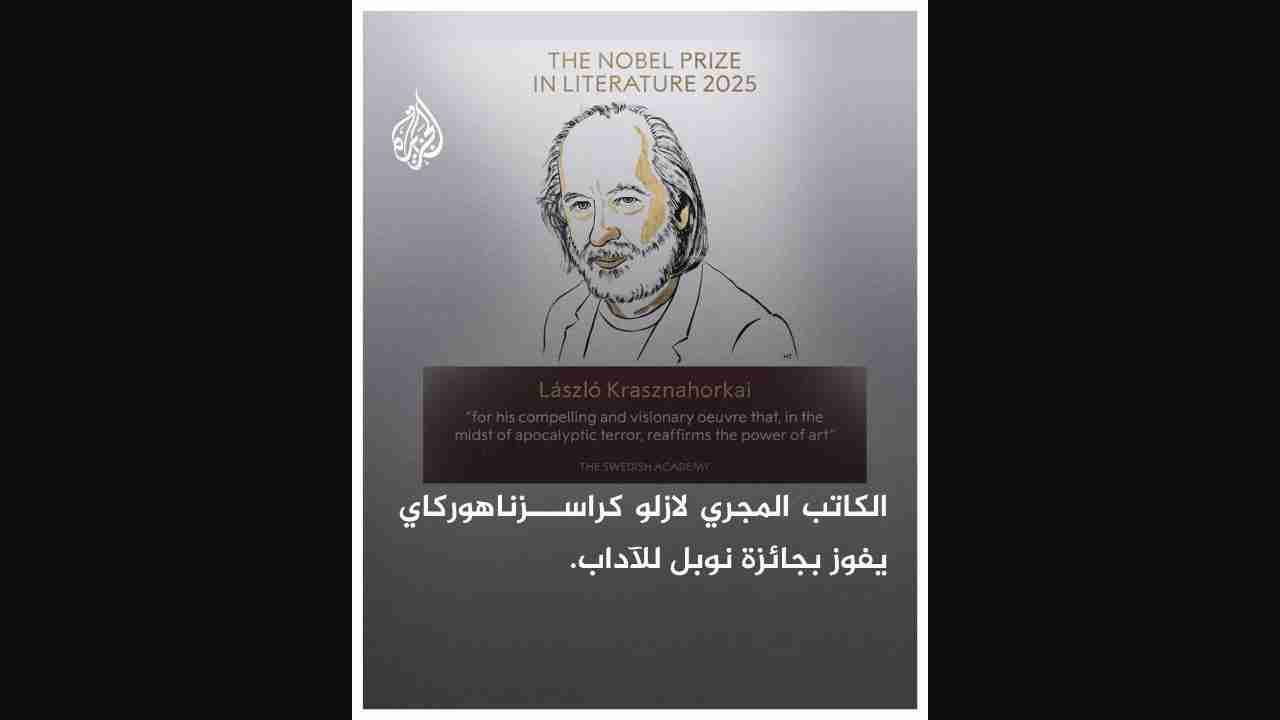 THE NOBEL PRIZE
IN LITERATURE 2025
الجزيرة
László Krasznahorkai
"for his compelling and visionary oeuvre that, in the
midst of apocalyptic terror, reaffirms the power of art"
THE SWEDISH ACADEMY
الكاتب المجري لازلو كراســـزناهوركاي
يفوز بجائزة نوبل للآداب.